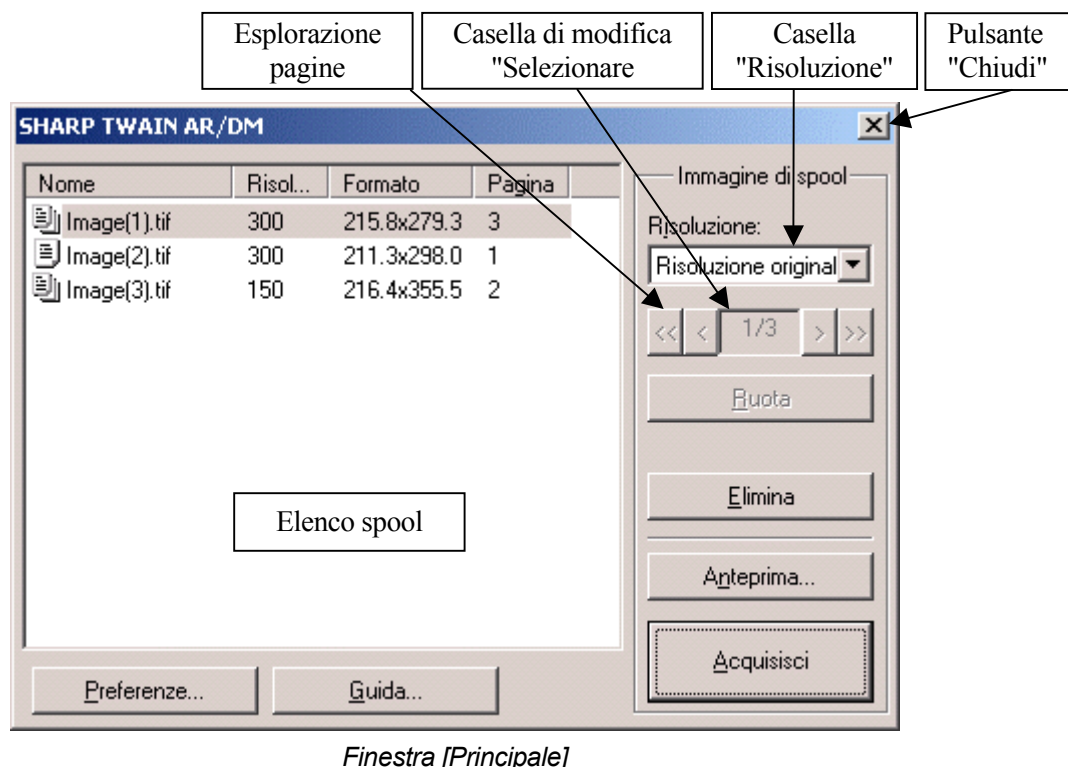 Esplorazione
pagine
Casella di modifica
"Selezionare
Casella
"Risoluzione"
Pulsante
"Chiudi"
SHARP TWAIN AR/DM
Nome Risol... Formato Pagina
Image(1).tif 300 215.8x279.3 3
Image(2).tif 300 211.3x298.0 1
Image(3).tif 150 216.4x355.5 2
Elenco spool
Immagine di spool
Risoluzione:
Risoluzione original
<< < 1/3 > >>
Ruota
Elimina
Anteprima...
Acquisisci
Preferenze... Guida...
Finestra [Principale]